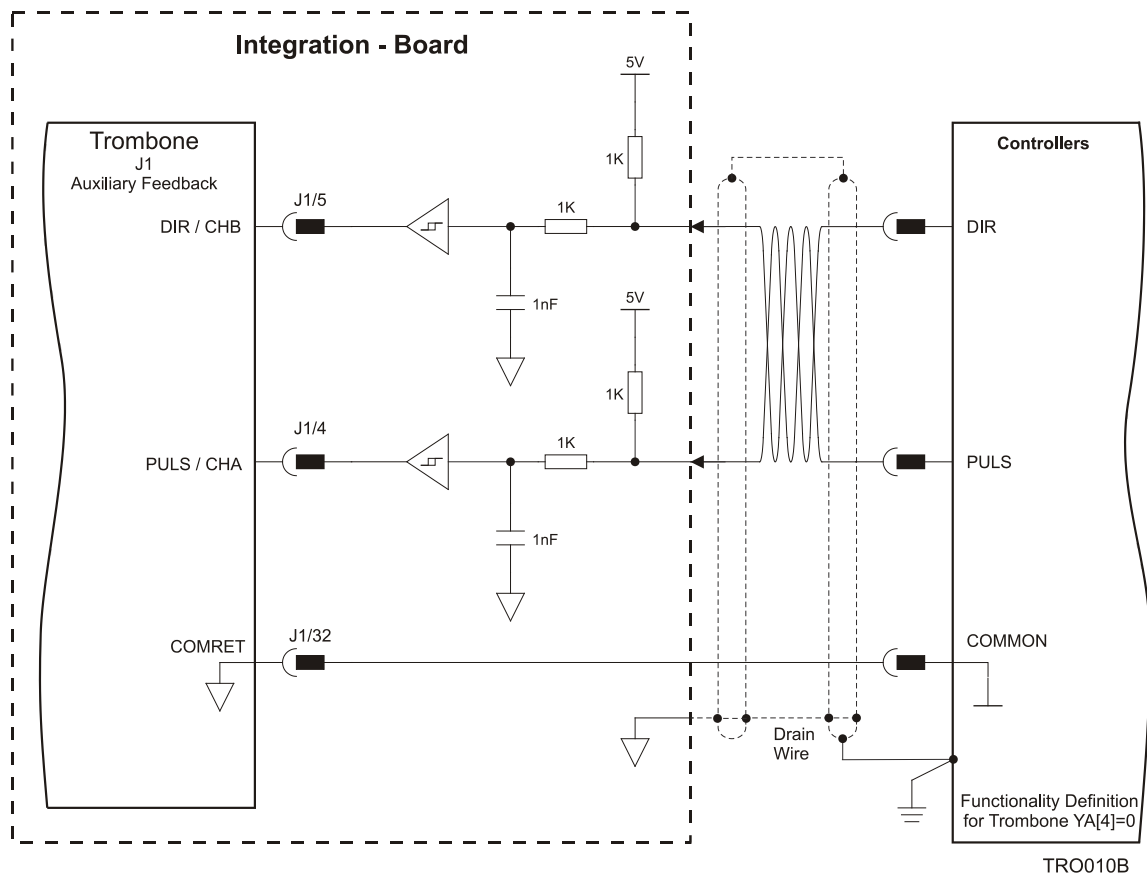 Integration - Board
5V
Trombone
J1
Auxiliary Feedback
Controllers
1K
J1/5
1K
DIR / CHB
DIR
1nF
5V
1K
J1/4
1K
PULS / CHA
PULS
1nF
J1/32
COMRET
COMMON
Drain
Wire
Functionality Definition
for Trombone YA[4]=0
TRO010B